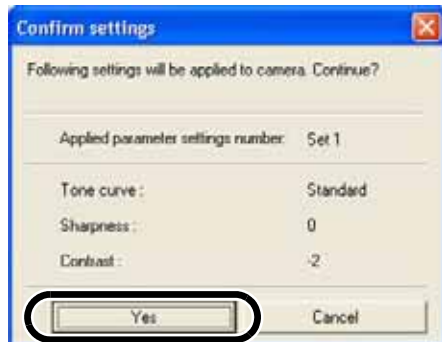 Confirm settings
Following settings will be applied to camera. Continue?
Applied parameter settings number: Set 1
Tone curve : Standard
Sharpness : 0
Contrast : -2
Yes Cancel